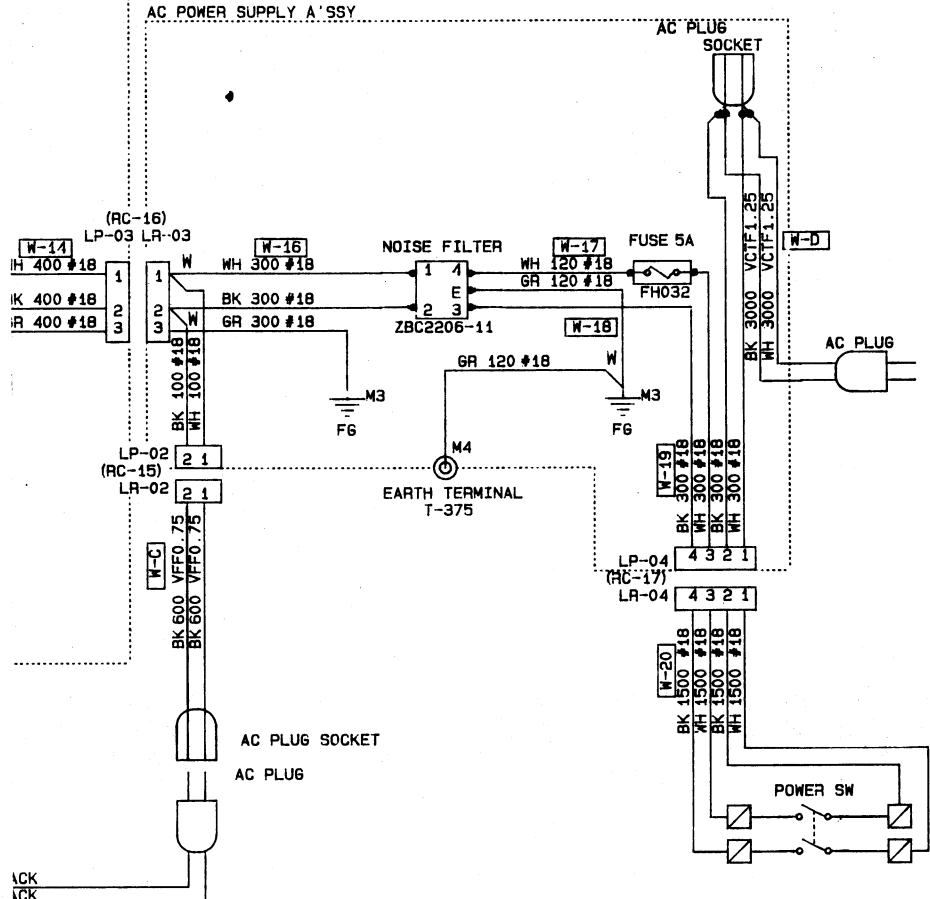 AC POWER SUPPLY A'SSY
AC PLUG
SOCKET
(RC-16)
LP-03 LR-03
W-14
W-16
NOISE FILTER
W-17
FUSE 5A
W-D
400 #18
1
1
W
WH 300 #18
1
4
WH 120 #18
E
GR 120 #18
FH032
400 #18
2
2
BK 300 #18
2
3
400 #18
3
3
W
GR 300 #18
ZBC2206-11
W-18
BK 3000 VCTF1.25
WH 3000 VCTF1.25
AC PLUG
BK 100 #18
WH 100 #18
GR 120 #18
W
M3
FG
M3
FG
M4
LP-02
2 1
(RC-15)
LR-02
2 1
EARTH TERMINAL
T-375
W-19
BK 300 #18
WH 300 #18
BK 300 #18
WH 300 #18
LP-04
4 3 2 1
(RC-17)
LR-04
4 3 2 1
W-C
BK 600 VFF0.75
BK 600 VFF0.75
W-20
BK 1500 #18
WH 1500 #18
BK 1500 #18
WH 1500 #18
AC PLUG SOCKET
AC PLUG
POWER SW
ACK
ACK